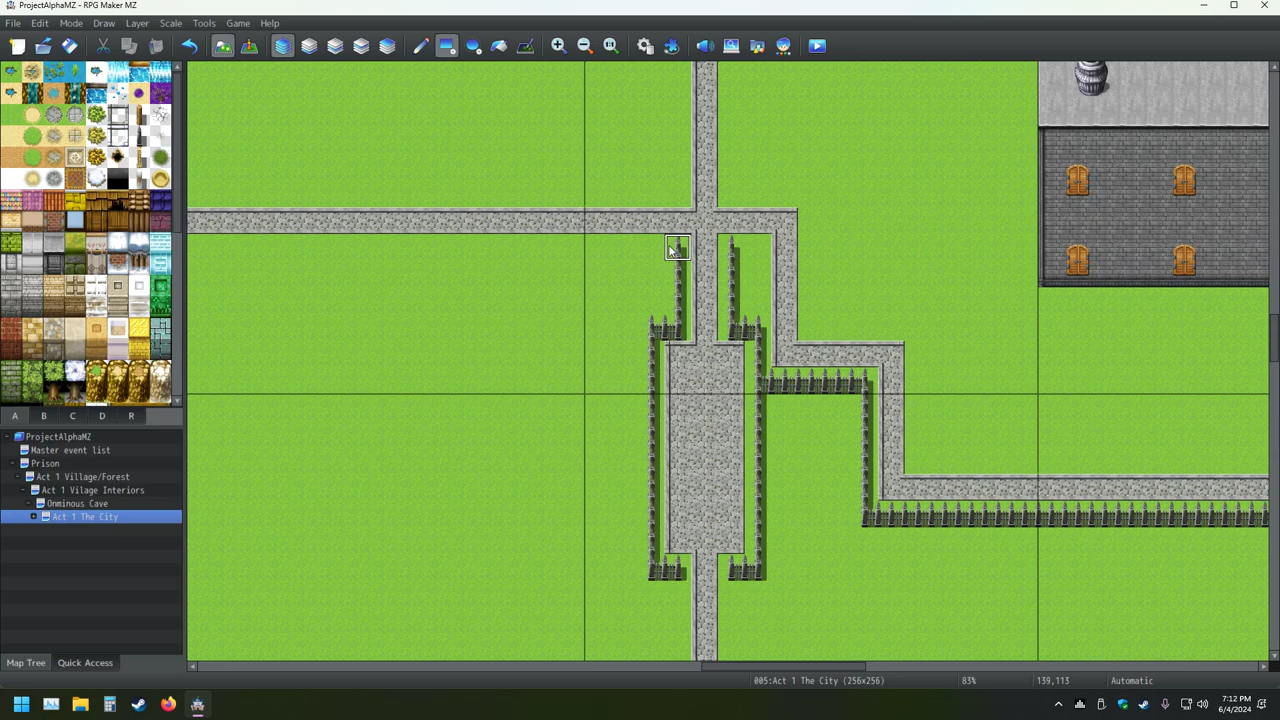 ProjectAlphaMZ - RPG Maker MZ
File Edit Mode Draw Layer Scale Tools Game Help
A B C D R
ProjectAlphaMZ
Master event list
Prison
Act 1 Village/Forest
Act 1 Vilage Interiors
Onminous Cave
Act 1 The City
Map Tree Quick Access
005:Act 1 The City (256x256) 83% 139,113 Automatic
7:12 PM
6/4/2024